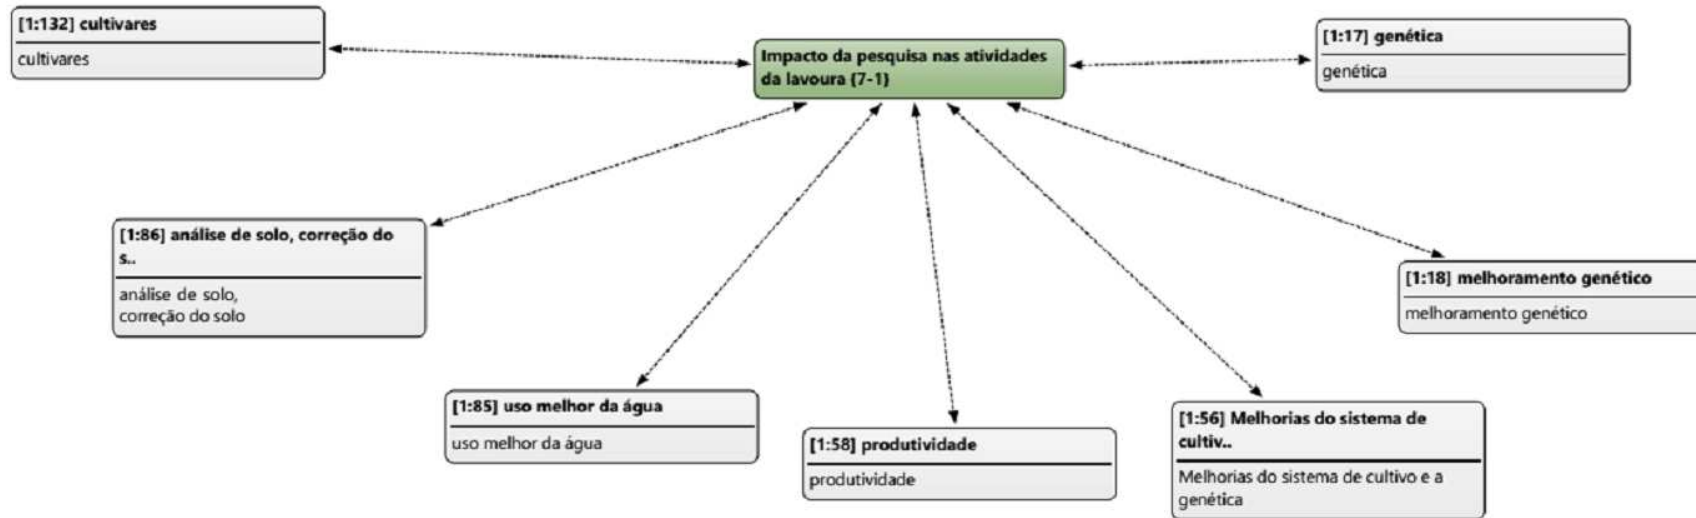 [1:132] cultivares
cultivares
Impacto da pesquisa nas atividades
da lavoura {7-1}
[1:17] genética
genética
[1:86] análise de solo, correção do
s..
análise de solo,
correção do solo
[1:18] melhoramento genético
melhoramento genético
[1:85] uso melhor da água
uso melhor da água
[1:58] produtividade
produtividade
[1:56] Melhorias do sistema de
cultiv..
Melhorias do sistema de cultivo e a
genética